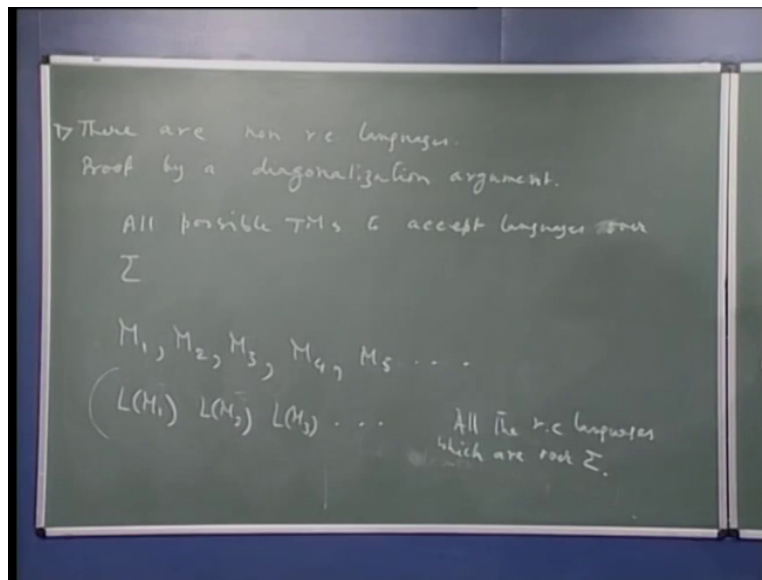 There are non r.e languages.
Proof by a diagonalization argument.
All possible TMs to accept languages over
Σ
M₁, M₂, M₃, M₄, M₅ ....
(L(M₁) L(M₂) L(M₃) ...
All the r.e languages
which are over Σ.